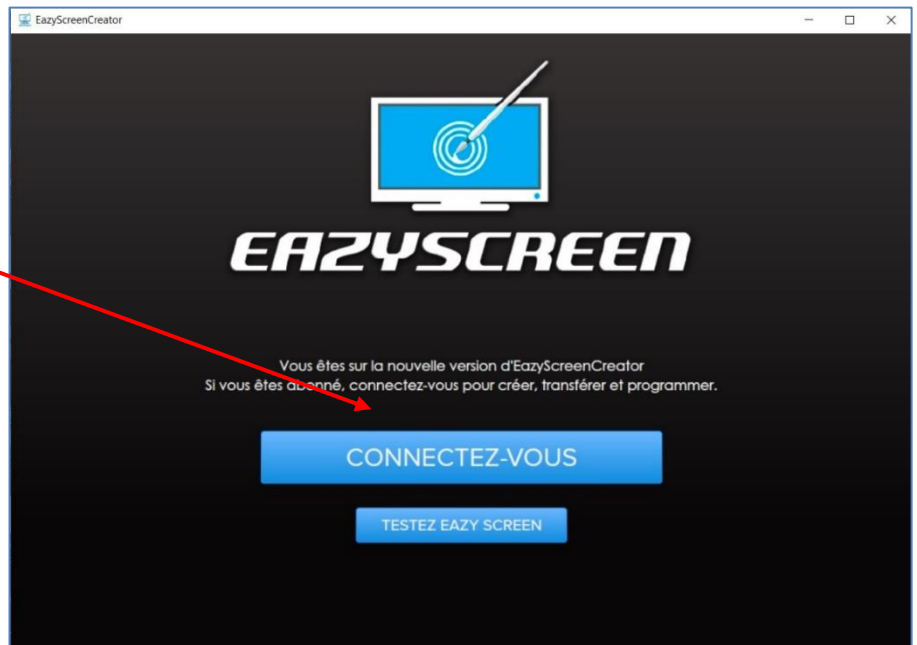 EazyScreenCreator
EAZYSCREEN
Vous êtes sur la nouvelle version d'EazyScreenCreator
Si vous êtes abonné, connectez-vous pour créer, transférer et programmer.
CONNECTEZ-VOUS
TESTEZ EAZY SCREEN